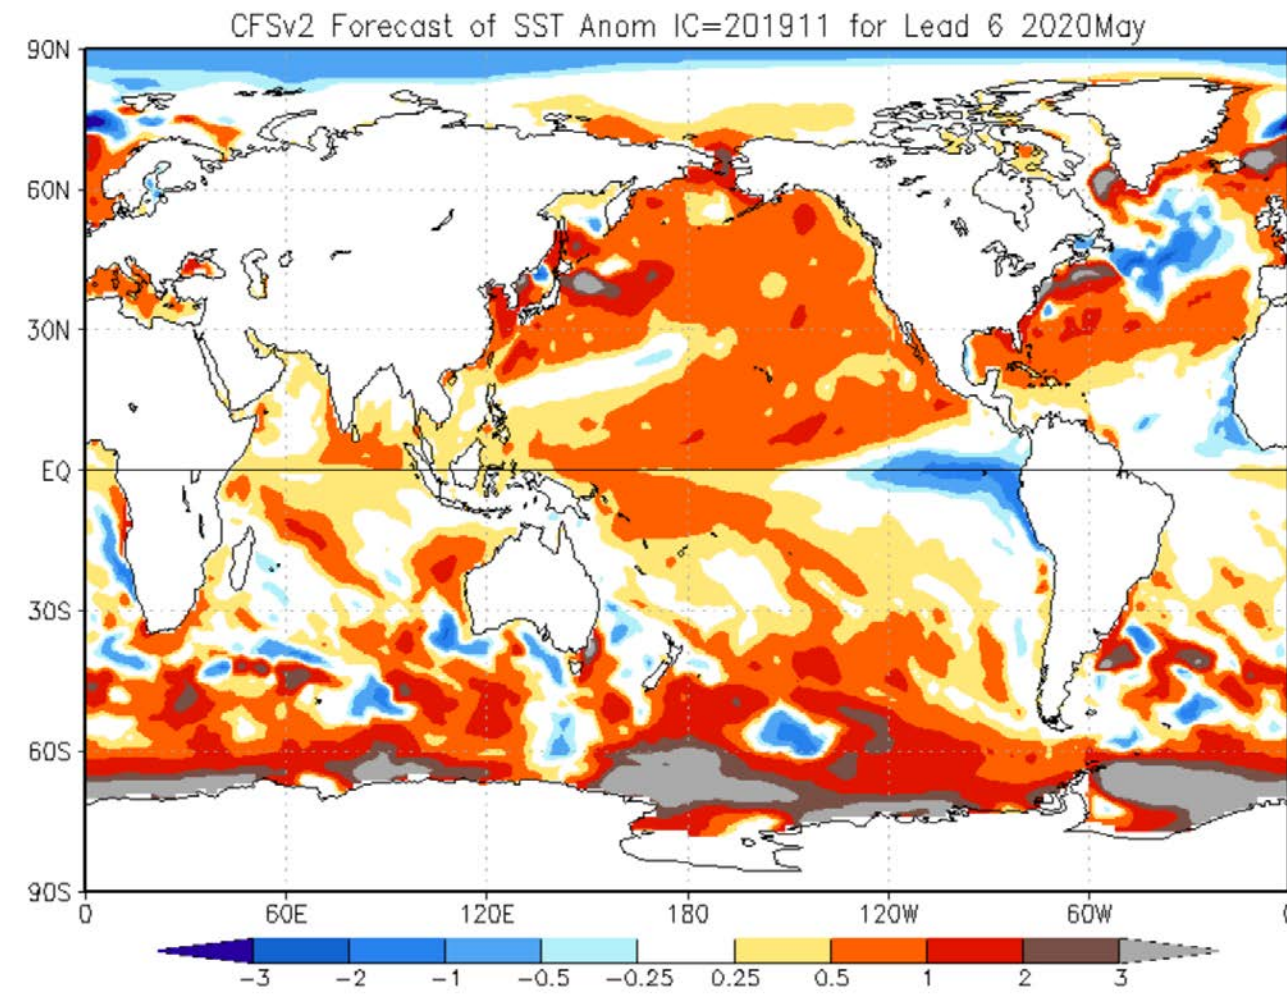 CFSv2 Forecast of SST Anom IC=201911 for Lead 6 2020May
90N
60N
30N
EQ
30S
60S
90S
0 60E 120E 180 120W 60W 0
-3 -2 -1 -0.5 -0.25 0.25 0.5 1 2 3